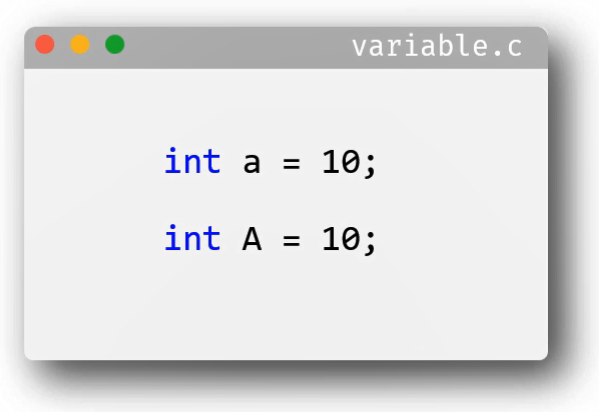 variable.c
int a = 10;
int A = 10;